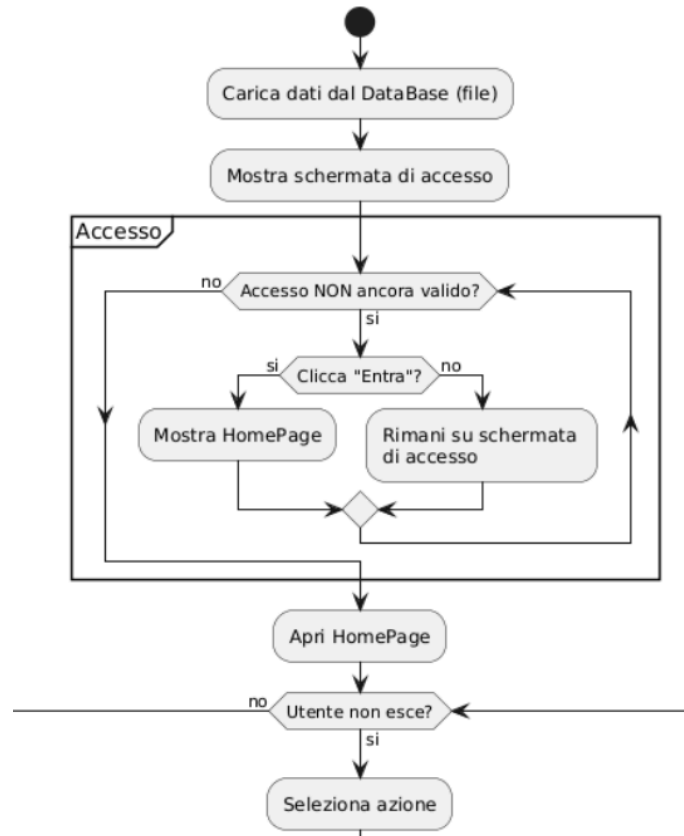 Carica dati dal DataBase (file)
Mostra schermata di accesso
Accesso
no
Accesso NON ancora valido?
si
si
Clicca "Entra"?
no
Mostra HomePage
Rimani su schermata
di accesso
Apri HomePage
no
Utente non esce?
si
Seleziona azione